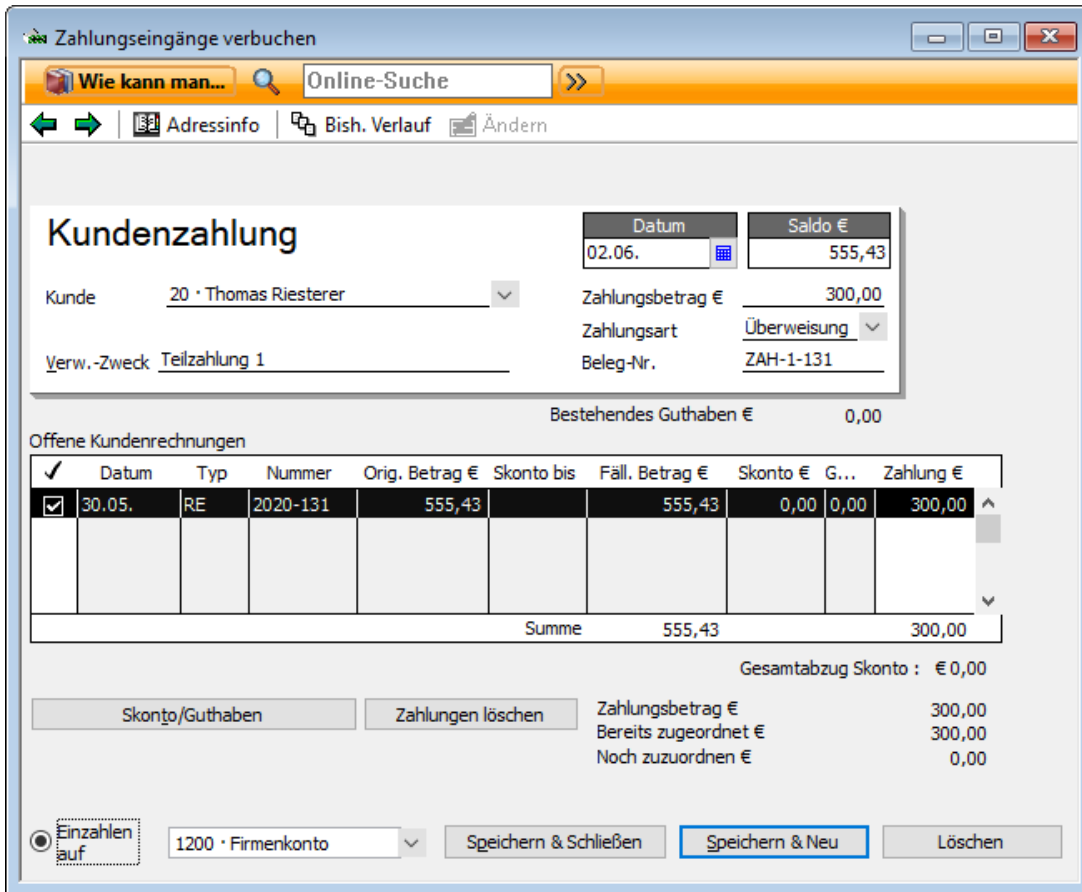 Zahlungseingänge verbuchen
Wie kann man... Online-Suche
Adressinfo Bish. Verlauf Ändern
Kundenzahlung
Datum Saldo €
02.06. 555,43
Kunde 20 · Thomas Riesterer Zahlungsbetrag € 300,00
Zahlungsart Überweisung
Verw.-Zweck Teilzahlung 1 Beleg-Nr. ZAH-1-131
Bestehendes Guthaben € 0,00
Offene Kundenrechnungen
Datum Typ Nummer Orig. Betrag € Skonto bis Fäll. Betrag € Skonto € G... Zahlung €
30.05. RE 2020-131 555,43 555,43 0,00 0,00 300,00
Summe 555,43 300,00
Gesamtabzug Skonto : € 0,00
Skonto/Guthaben Zahlungen löschen Zahlungsbetrag € 300,00
Bereits zugeordnet € 300,00
Noch zuzuordnen € 0,00
Einzahlen auf 1200 · Firmenkonto Speichern & Schließen Speichern & Neu Löschen